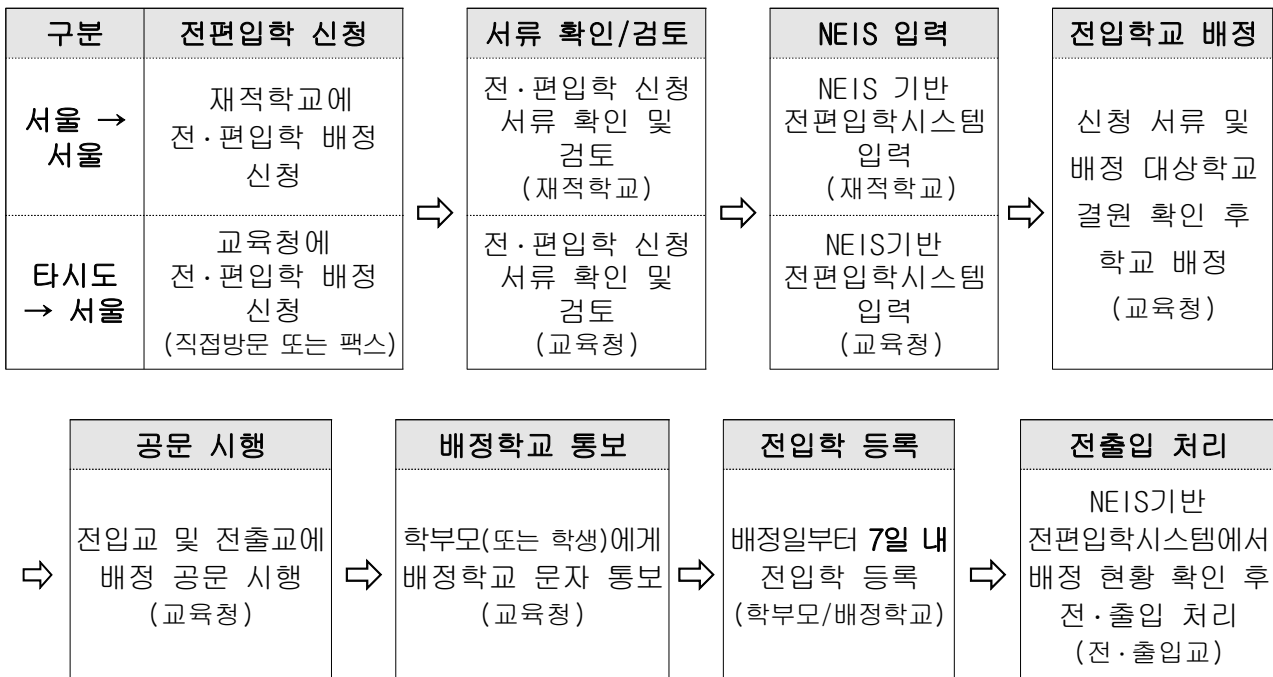 구분
전편입학 신청
서류 확인/검토
NEIS 입력
전입학교 배정
서울 →
서울
재적학교에
전·편입학 배정
신청
전·편입학 신청
서류 확인 및
검토
(재적학교)
NEIS 기반
전편입학시스템
입력
(재적학교)
타시도
→ 서울
교육청에
전·편입학 배정
신청
(직접방문 또는 팩스)
전·편입학 신청
서류 확인 및
검토
(교육청)
NEIS기반
전편입학시스템
입력
(교육청)
신청 서류 및
배정 대상학교
결원 확인 후
학교 배정
(교육청)
공문 시행
전입교 및 전출교에
배정 공문 시행
(교육청)
배정학교 통보
학부모(또는 학생)에게
배정학교 문자 통보
(교육청)
전입학 등록
배정일부터 7일 내
전입학 등록
(학부모/배정학교)
전출입 처리
NEIS기반
전편입학시스템에서
배정 현황 확인 후
전·출입 처리
(전·출입교)